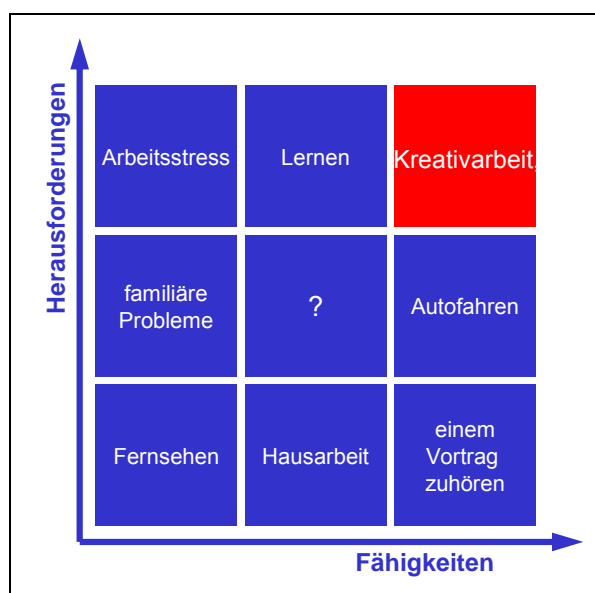 Herausforderungen
Arbeitsstress
Lernen
Kreativarbeit,
familiäre
Probleme
?
Autofahren
Fernsehen
Hausarbeit
einem
Vortrag
zuhören
Fähigkeiten